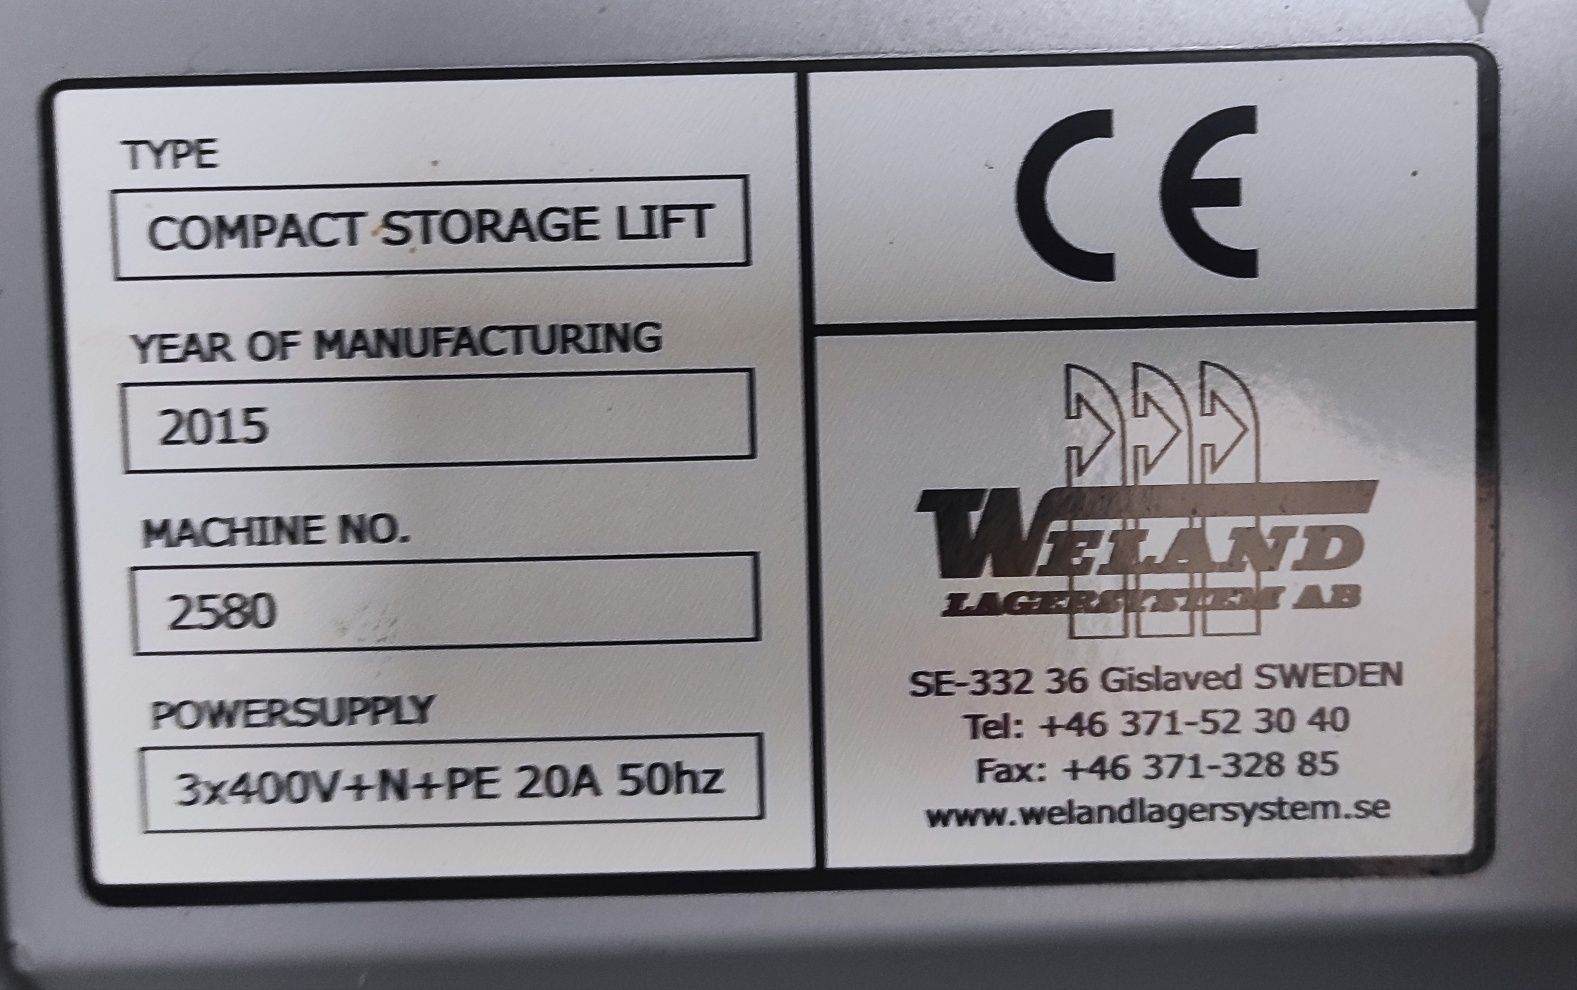 TYPE
COMPACT STORAGE LIFT
YEAR OF MANUFACTURING
2015
MACHINE NO.
2580
POWERSUPPLY
3x400V+N+PE 20A 50hz
CE
WELAND
LAGERSYSTEM AB
SE-332 36 Gislaved SWEDEN
Tel: +46 371-52 30 40
Fax: +46 371-328 85
www.welandlagersystem.se